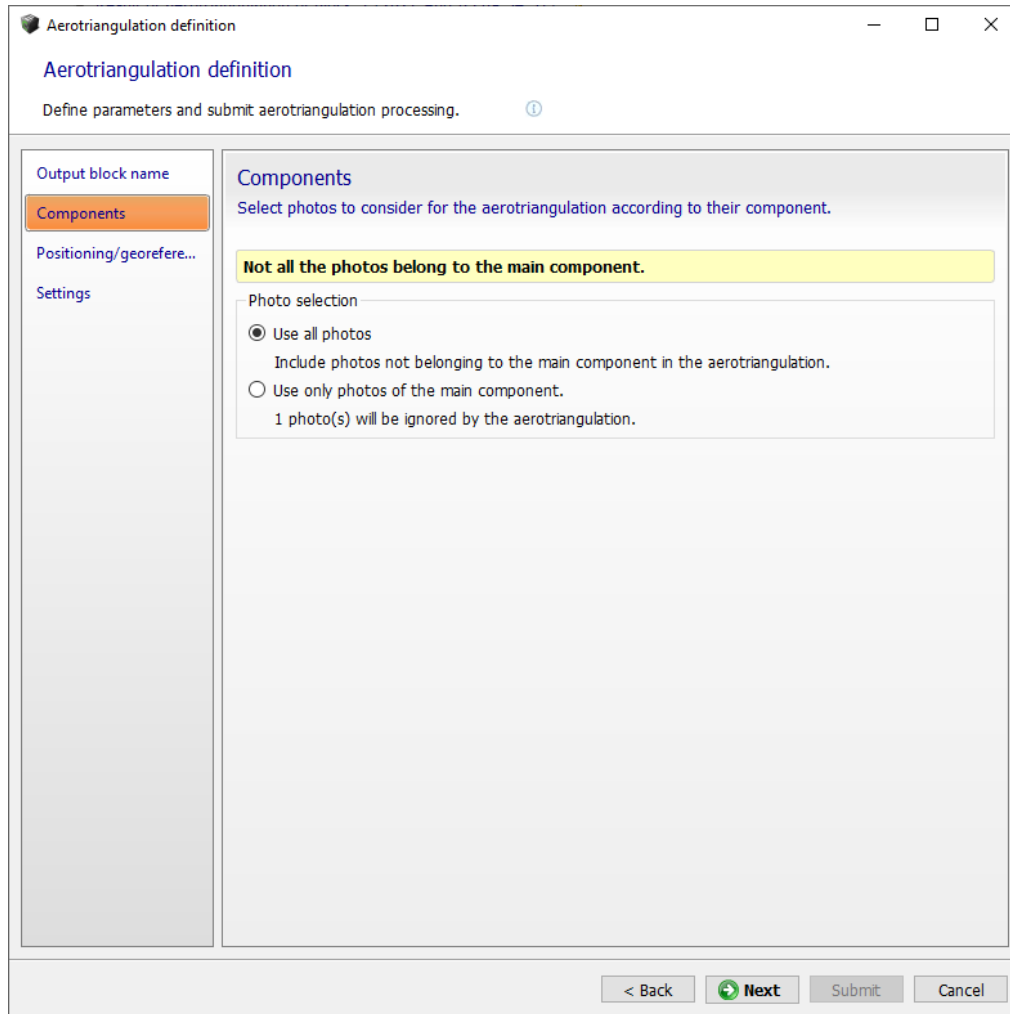 Aerotriangulation definition
Aerotriangulation definition
Define parameters and submit aerotriangulation processing.
Output block name
Components
Positioning/georefere...
Settings
Components
Select photos to consider for the aerotriangulation according to their component.
Not all the photos belong to the main component.
Photo selection
Use all photos
Include photos not belonging to the main component in the aerotriangulation.
Use only photos of the main component.
1 photo(s) will be ignored by the aerotriangulation.
< Back Next Submit Cancel